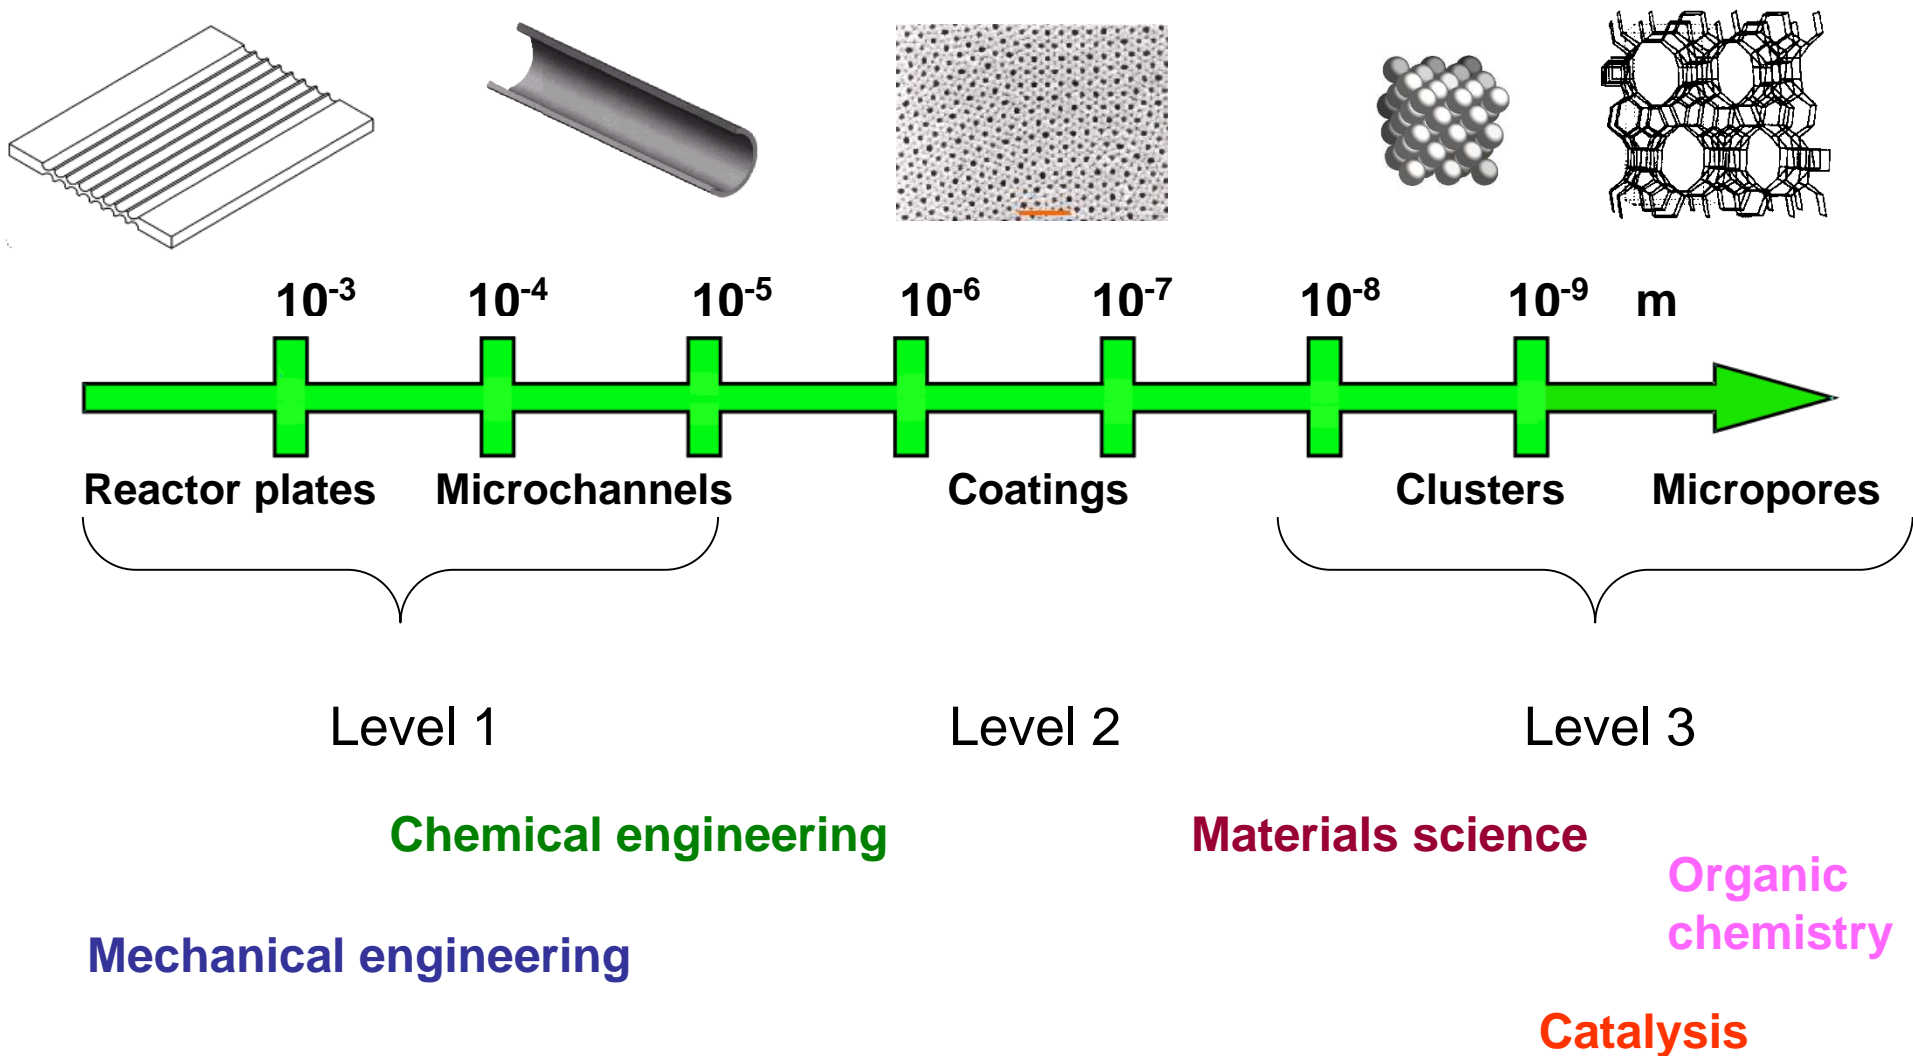 10⁻³ 10⁻⁴ 10⁻⁵ 10⁻⁶ 10⁻⁷ 10⁻⁸ 10⁻⁹ m
Reactor plates Microchannels Coatings Clusters Micropores
Level 1 Level 2 Level 3
Chemical engineering Materials science
Organic
chemistry
Mechanical engineering
Catalysis